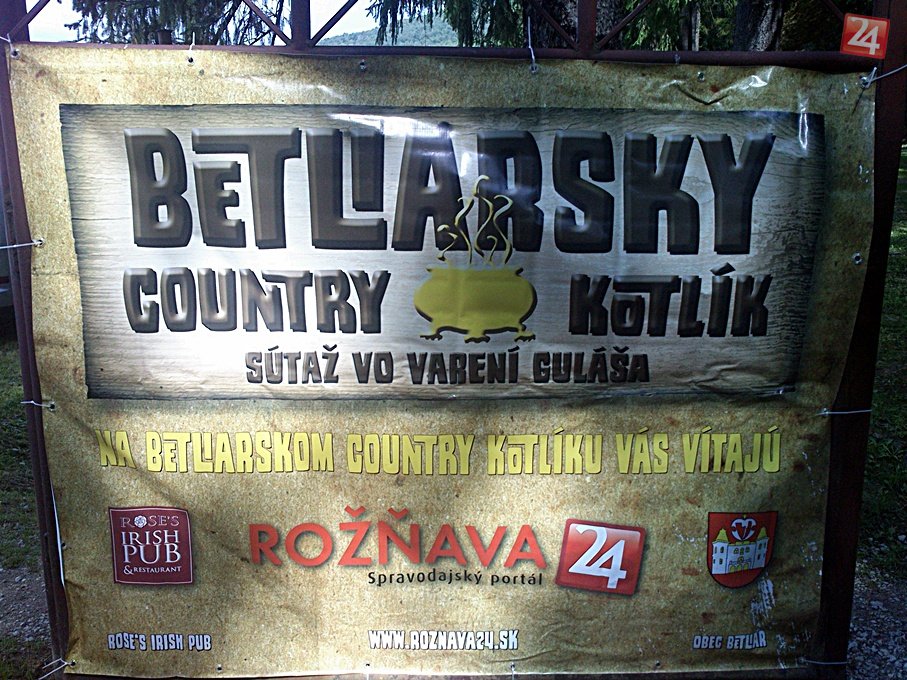 24
BETLIARSKY
COUNTRY KOTLÍK
SÚTAŽ VO VARENÍ GULÁŠA
NA BETLIARSKOM COUNTRY KOTLÍKU VÁS VÍTAJÚ
ROSE'S
IRISH
PUB
& RESTAURANT
ROŽŇAVA 24
Spravodajský portál
ROSE'S IRISH PUB
WWW.ROZNAVA24.SK
OBEC BETLIAR